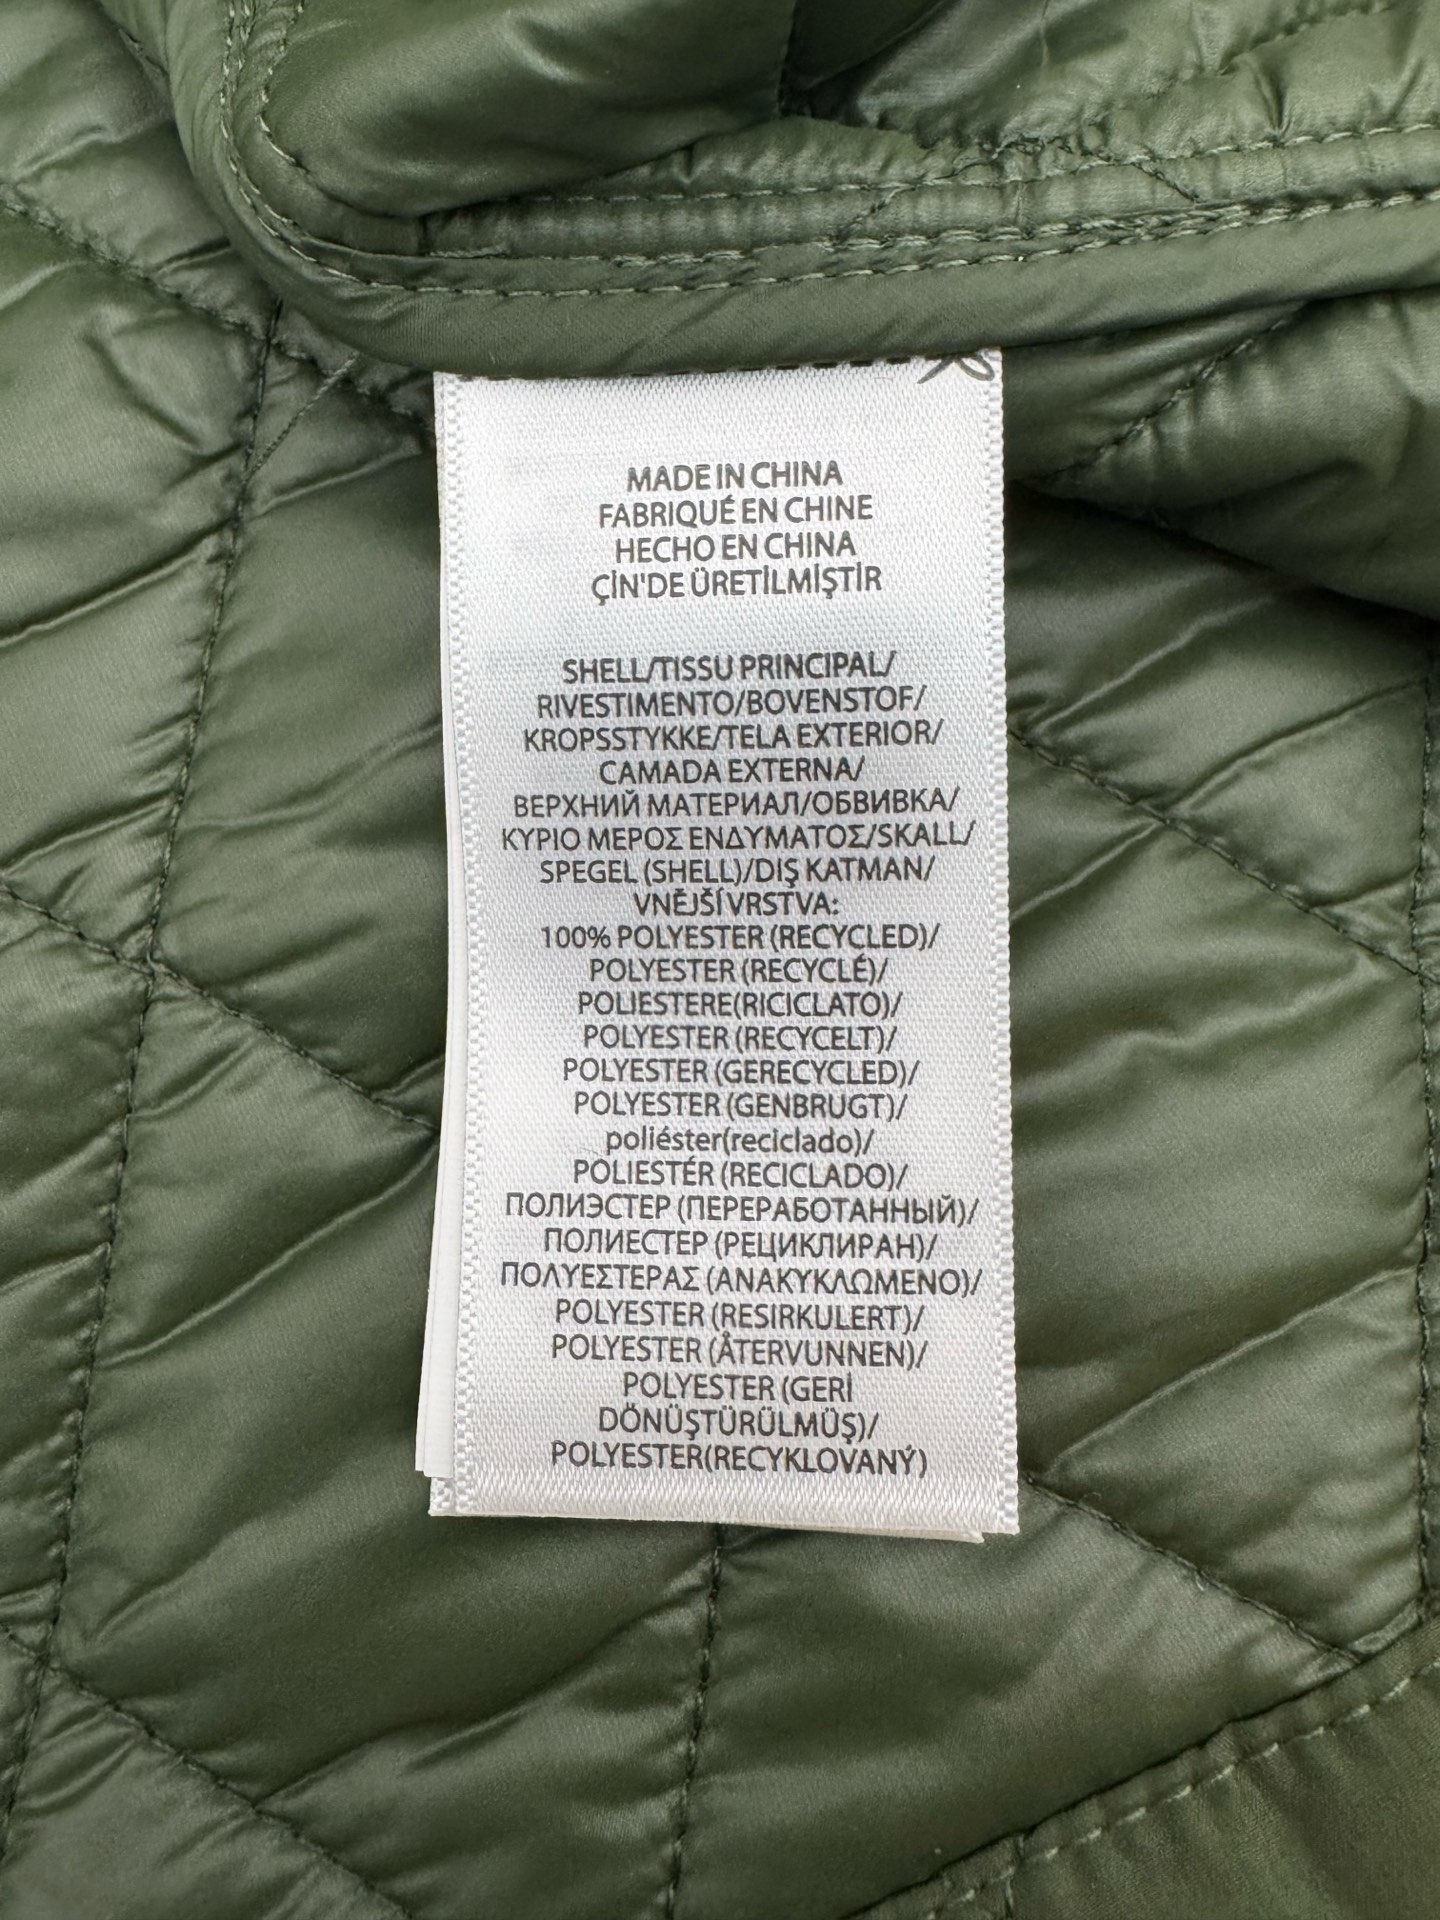 MADE IN CHINA
FABRIQUÉ EN CHINE
HECHO EN CHINA
ÇİN'DE ÜRETİLMİŞTİR
SHELL/TISSU PRINCIPAL/
RIVESTIMENTO/BOVENSTOF/
KROPSSTYKKE/TELA EXTERIOR/
CAMADA EXTERNA/
ВЕРХНИЙ МАТЕРИАЛ/ОБВИВКА/
ΚΥΡΙΟ ΜΕΡΟΣ ΕΝΔΥΜΑΤΟΣ/SKALL/
SPEGEL (SHELL)/DIŞ KATMAN/
VNĚJŠÍ VRSTVA:
100% POLYESTER (RECYCLED)/
POLYESTER (RECYCLÉ)/
POLIESTERE(RICICLATO)/
POLYESTER (RECYCELT)/
POLYESTER (GERECYCLED)/
POLYESTER (GENBRUGT)/
poliéster(reciclado)/
POLIESTÉR (RECICLADO)/
ПОЛИЭСТЕР (ПЕРЕРАБОТАННЫЙ)/
ПОЛИЕСТЕР (РЕЦИКЛИРАН)/
ΠΟΛΥΕΣΤΕΡΑΣ (ΑΝΑΚΥΚΛΩΜΕΝΟ)/
POLYESTER (RESIRKULERT)/
POLYESTER (ÅTERVUNNEN)/
POLYESTER (GERİ
DÖNÜŞTÜRÜLMÜŞ)/
POLYESTER(RECYKLOVANÝ)